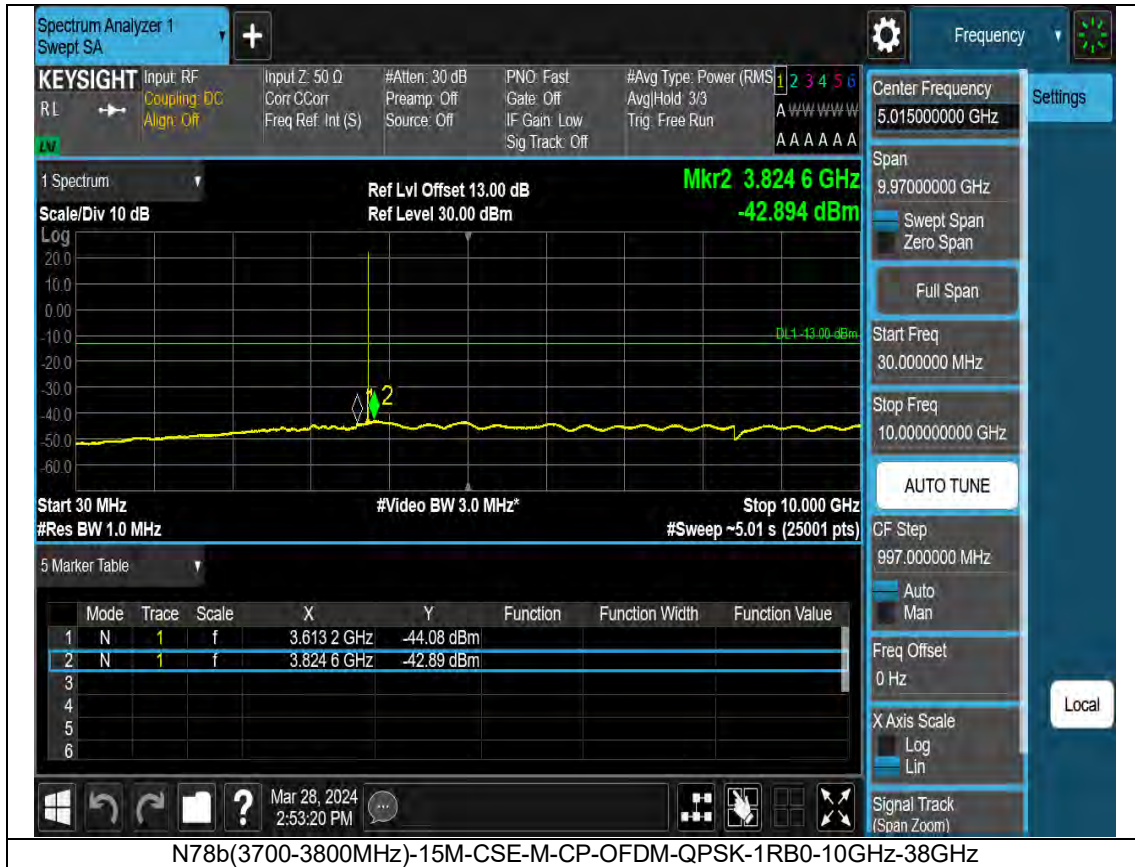 Spectrum Analyzer 1
Swept SA
+
Frequency
KEYSIGHT
RL
LV
Input: RF
Coupling: DC
Align: Off
Input Z: 50 Ω
Corr CCorr
Freq Ref: Int (S)
#Atten: 30 dB
Preamp: Off
Source: Off
PNO: Fast
Gate: Off
IF Gain: Low
Sig Track: Off
#Avg Type: Power (RMS
Avg|Hold: 3/3
Trig: Free Run
1 2 3 4 5 6
A W W W W W
A A A A A A
1 Spectrum
Scale/Div 10 dB
Ref Lvl Offset 13.00 dB
Ref Level 30.00 dBm
Mkr2 3.824 6 GHz
-42.894 dBm
Log
20.0
10.0
0.00
-10.0
-20.0
-30.0
-40.0
-50.0
-60.0
DL1 -13.00 dBm
2
Start 30 MHz
#Res BW 1.0 MHz
#Video BW 3.0 MHz*
Stop 10.000 GHz
#Sweep ~5.01 s (25001 pts)
5 Marker Table
Mode Trace Scale X Y Function Function Width Function Value
1 N 1 f 3.613 2 GHz -44.08 dBm
2 N 1 f 3.824 6 GHz -42.89 dBm
3
4
5
6
Mar 28, 2024
2:53:20 PM
?
Center Frequency
5.015000000 GHz
Span
9.97000000 GHz
Swept Span
Zero Span
Full Span
Start Freq
30.000000 MHz
Stop Freq
10.000000000 GHz
AUTO TUNE
CF Step
997.000000 MHz
Auto
Man
Freq Offset
0 Hz
X Axis Scale
Log
Lin
Signal Track
(Span Zoom)
Settings
Local
N78b(3700-3800MHz)-15M-CSE-M-CP-OFDM-QPSK-1RB0-10GHz-38GHz